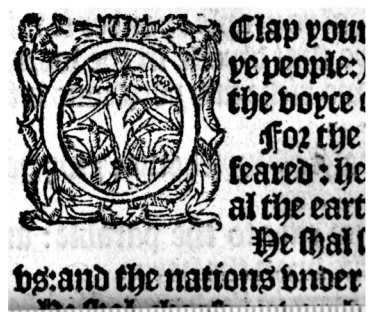 O Clap your
ye people:)
the voyce
For the
feared: he
al the eart
He shal
vs:and the nations vnder